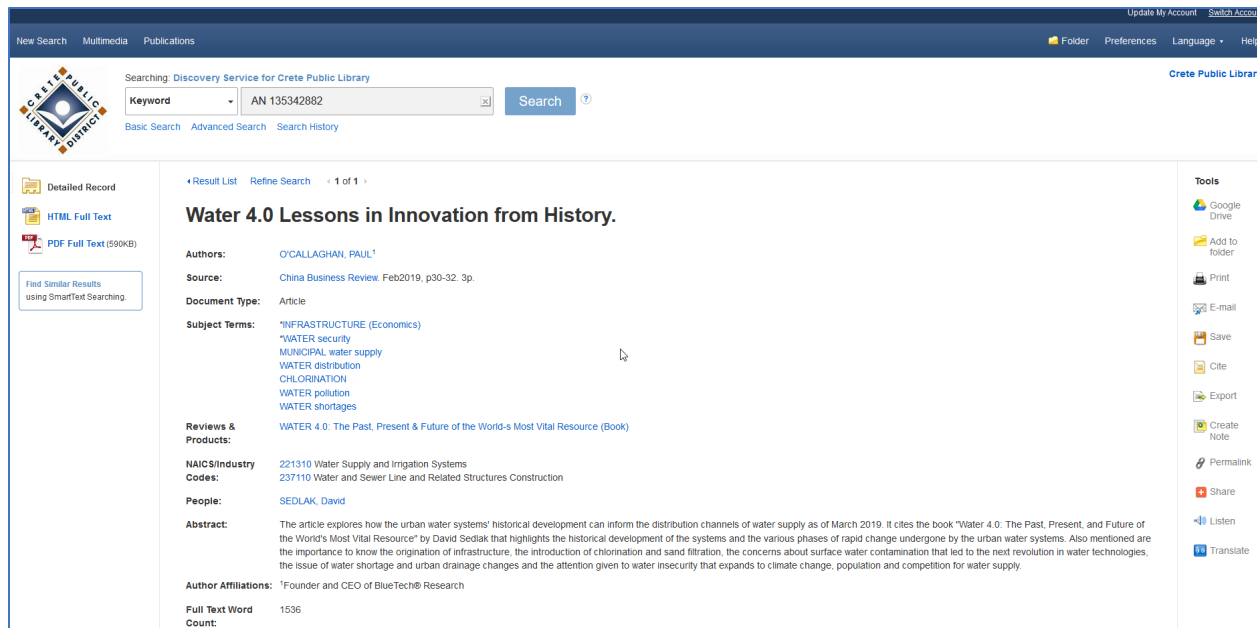 Update My Account Switch Accou
New Search Multimedia Publications Folder Preferences Language Help
CRETE PUBLIC LIBRARY DISTRICT
Searching: Discovery Service for Crete Public Library
Crete Public Librar
Keyword AN 135342882 Search ?
Basic Search Advanced Search Search History
Detailed Record
HTML Full Text
PDF Full Text (590KB)
Find Similar Results
using SmartText Searching.
Result List Refine Search 1 of 1
Water 4.0 Lessons in Innovation from History.
Authors: O'CALLAGHAN, PAUL¹
Source: China Business Review. Feb2019, p30-32. 3p.
Document Type: Article
Subject Terms: *INFRASTRUCTURE (Economics)
*WATER security
MUNICIPAL water supply
WATER distribution
CHLORINATION
WATER pollution
WATER shortages
Reviews & Products: WATER 4.0: The Past, Present & Future of the World-s Most Vital Resource (Book)
NAICS/Industry Codes: 221310 Water Supply and Irrigation Systems
237110 Water and Sewer Line and Related Structures Construction
People: SEDLAK, David
Abstract: The article explores how the urban water systems' historical development can inform the distribution channels of water supply as of March 2019. It cites the book "Water 4.0: The Past, Present, and Future of
the World's Most Vital Resource" by David Sedlak that highlights the historical development of the systems and the various phases of rapid change undergone by the urban water systems. Also mentioned are
the importance to know the origination of infrastructure, the introduction of chlorination and sand filtration, the concerns about surface water contamination that led to the next revolution in water technologies,
the issue of water shortage and urban drainage changes and the attention given to water insecurity that expands to climate change, population and competition for water supply.
Author Affiliations: ¹Founder and CEO of BlueTech® Research
Full Text Word Count: 1536
Tools
Google Drive
Add to folder
Print
E-mail
Save
Cite
Export
Create Note
Permalink
Share
Listen
Translate